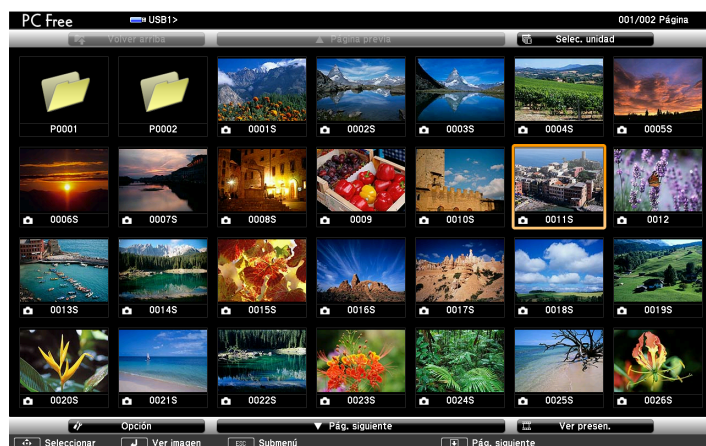 PC Free USB1> 001/002 Página
Volver arriba ▲ Página previa Selec. unidad
P0001 P0002 0001S 0002S 0003S 0004S 0005S
0006S 0007S 0008S 0009 0010S 0011S 0012
0013S 0014S 0015S 0016S 0017S 0018S 0019S
0020S 0021S 0022S 0023S 0024S 0025S 0026S
Opción ▼ Pág. siguiente Ver presen.
Seleccionar Ver imagen ESC Submenú Pág. siguiente